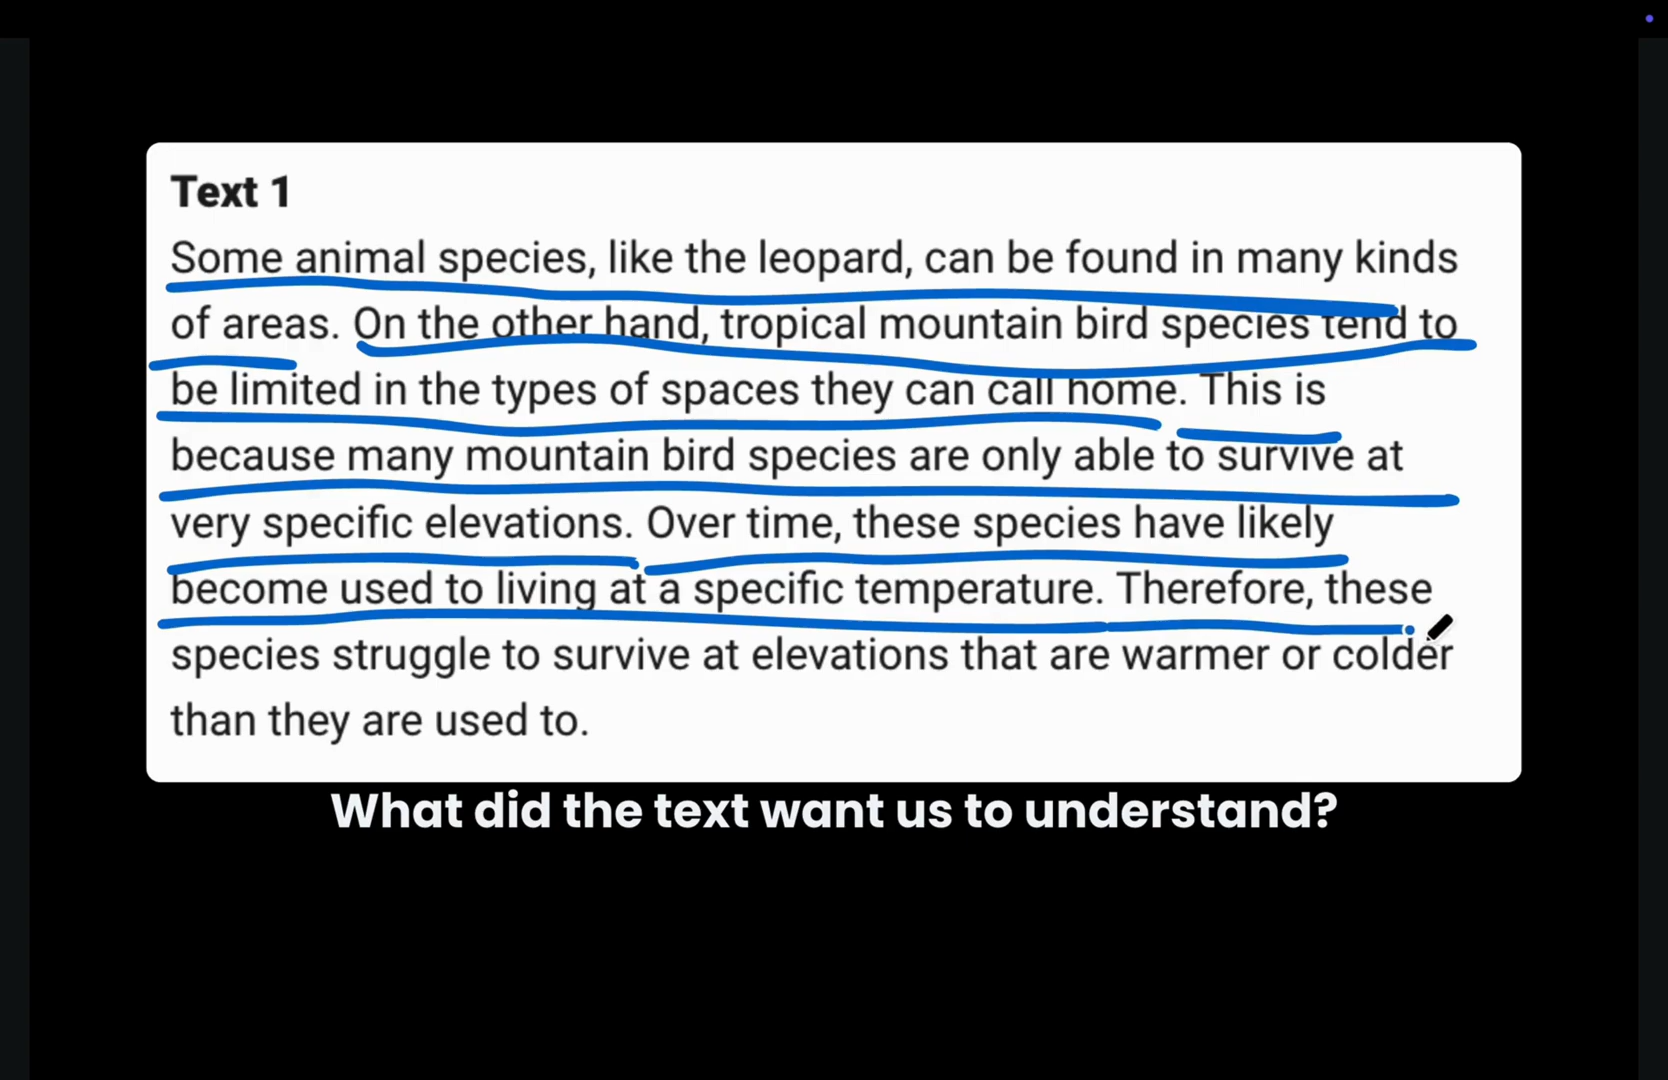 Text 1
Some animal species, like the leopard, can be found in many kinds
of areas. On the other hand, tropical mountain bird species tend to
be limited in the types of spaces they can call home. This is
because many mountain bird species are only able to survive at
very specific elevations. Over time, these species have likely
become used to living at a specific temperature. Therefore, these
species struggle to survive at elevations that are warmer or colder
than they are used to.
What did the text want us to understand?